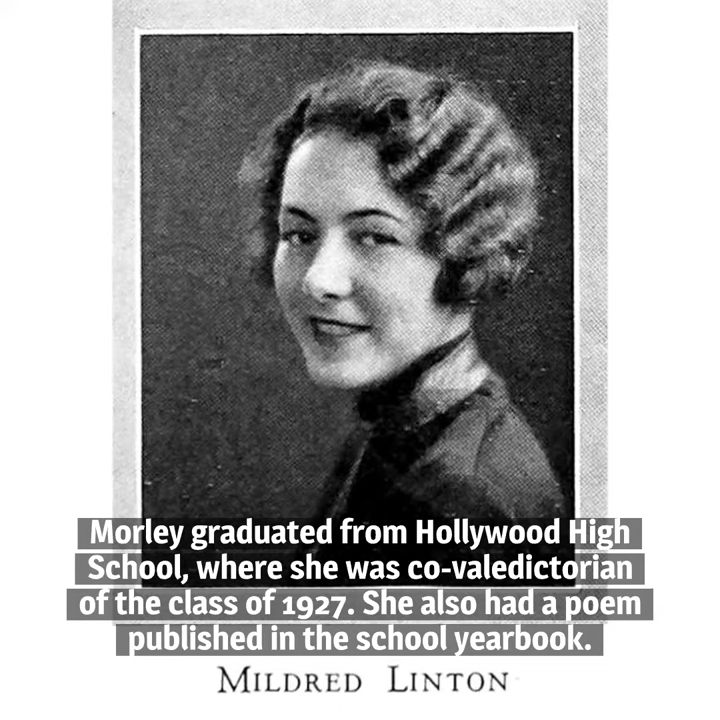 Morley graduated from Hollywood High
School, where she was co-valedictorian
of the class of 1927. She also had a poem
published in the school yearbook.
MILDRED LINTON